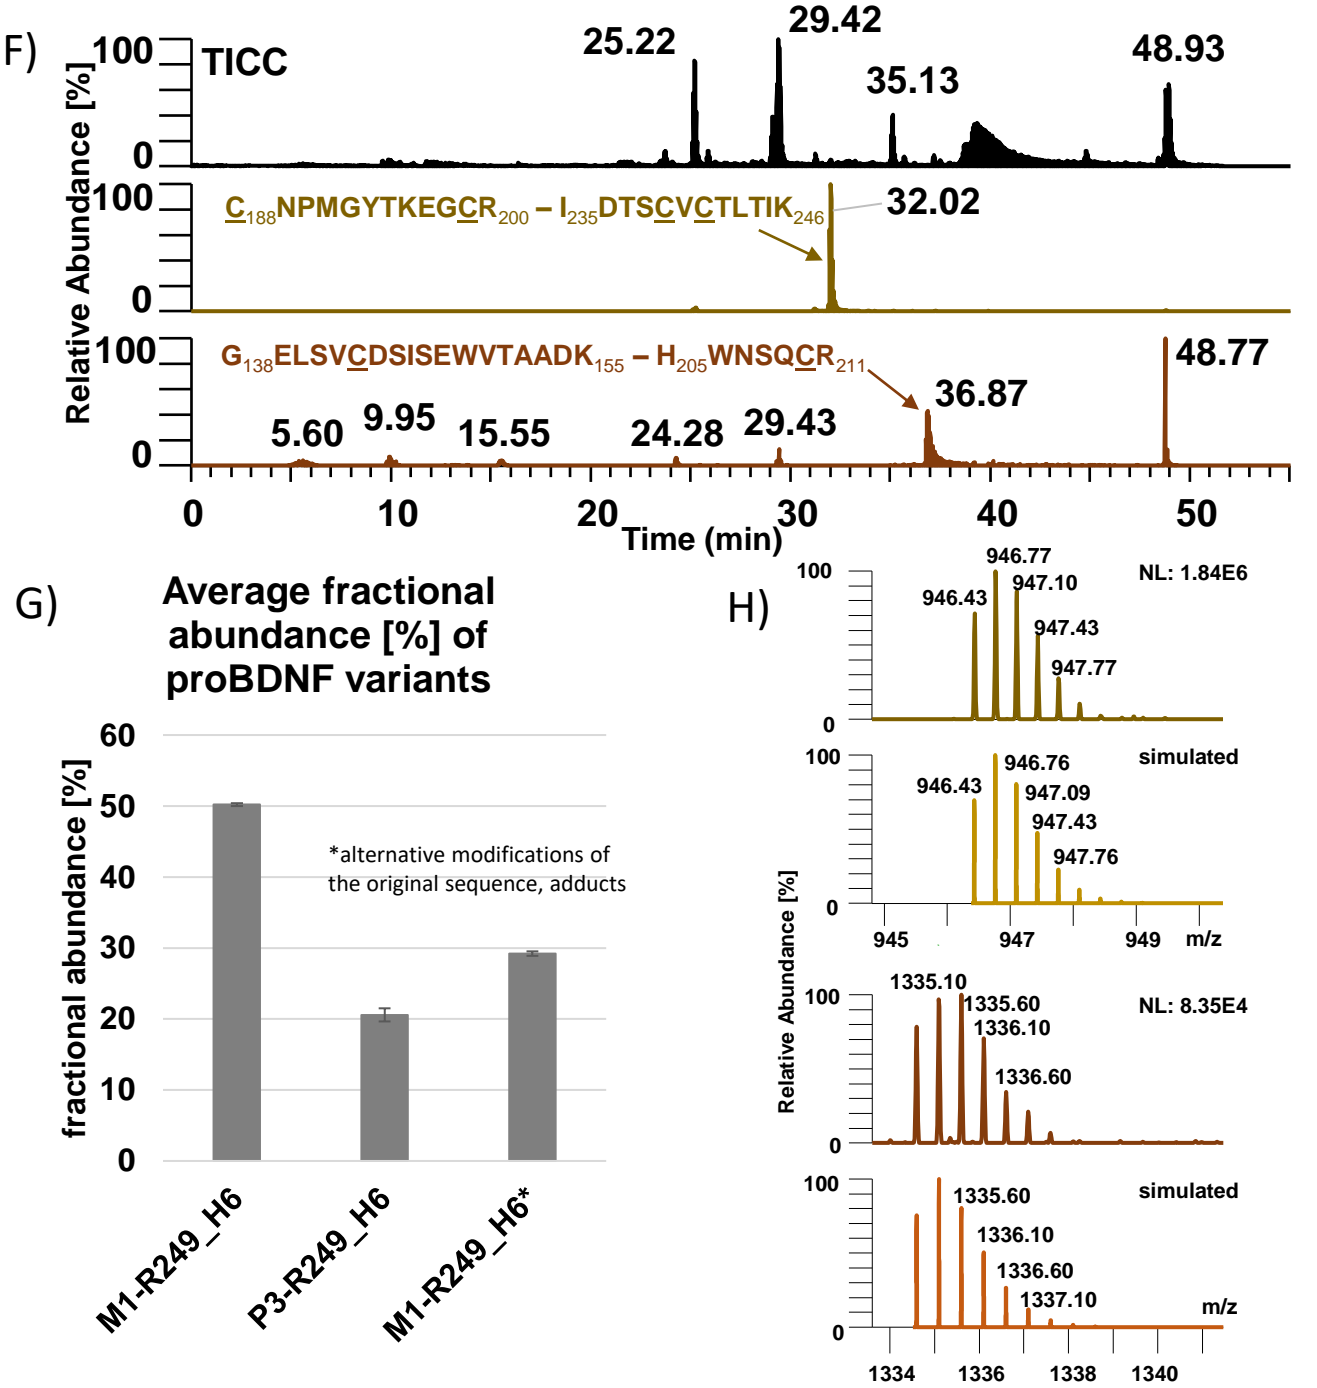 F)
Relative Abundance [%]
TICC
100
0
25.22
29.42
35.13
48.93
100
0
C188NPMGYTKEGCR200 – I235DTSCVCTLTIK246
32.02
100
0
G138ELSVCDSISEWVTAADK155 – H205WNSQCR211
5.60
9.95
15.55
24.28
29.43
36.87
48.77
0 10 20 30 40 50
Time (min)
G)
Average fractional
abundance [%] of
proBDNF variants
fractional abundance [%]
60
50
40
30
20
10
0
*alternative modifications of
the original sequence, adducts
M1-R249_H6
P3-R249_H6
M1-R249_H6*
H)
Relative Abundance [%]
100
0
946.43
946.77
947.10
947.43
947.77
NL: 1.84E6
100
0
946.43
946.76
947.09
947.43
947.76
simulated
945 947 949 m/z
100
0
1335.10
1335.60
1336.10
1336.60
NL: 8.35E4
100
0
1335.60
1336.10
1336.60
1337.10
simulated
m/z
1334 1336 1338 1340